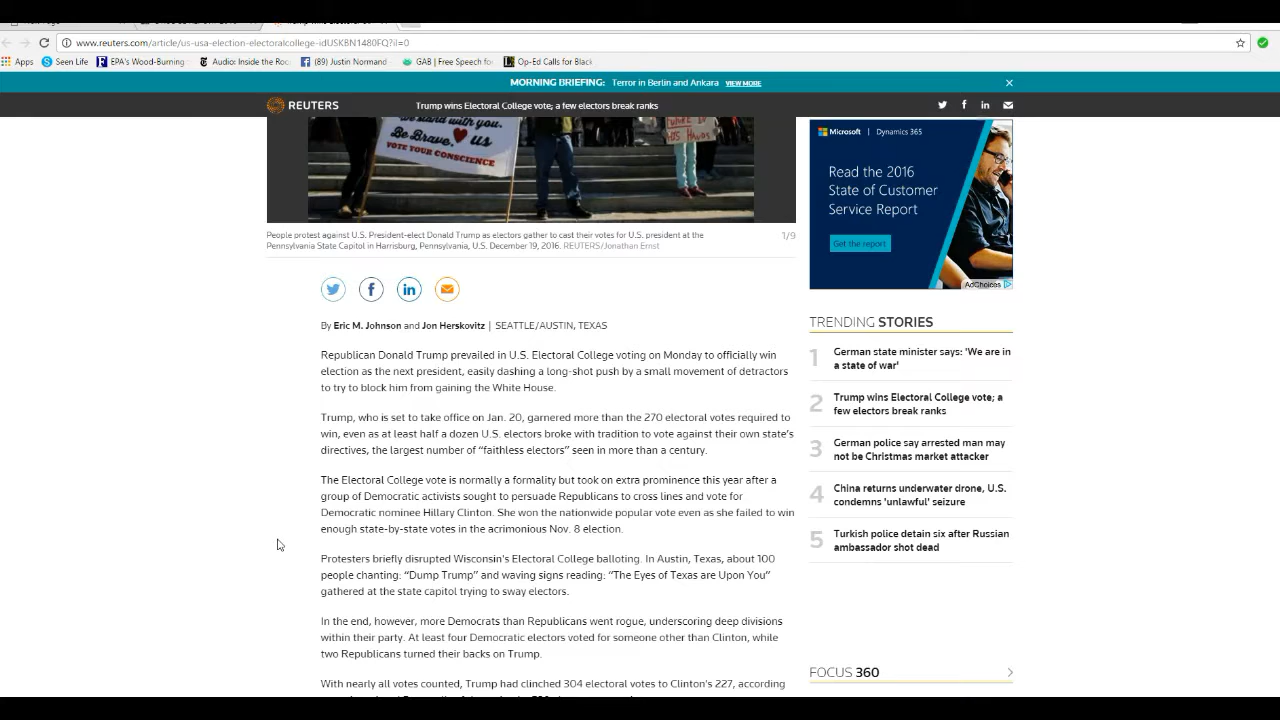 www.reuters.com/article/us-usa-election-electoralcollege-idUSKBN1480FQ?il=0
Apps Seen Life EPA's Wood-Burning Audio: Inside the Roc (89) Justin Normand GAB | Free Speech fo Op-Ed Calls for Black
MORNING BRIEFING: Terror in Berlin and Ankara VIEW MORE
REUTERS Trump wins Electoral College vote; a few electors break ranks
stand with you.
Be Brave. us
VOTE YOUR CONSCIENCE
HIS HANDS
People protest against U.S. President-elect Donald Trump as electors gather to cast their votes for U.S. president at the
Pennsylvania State Capitol in Harrisburg, Pennsylvania, U.S. December 19, 2016. REUTERS/Jonathan Ernst
1/9
By Eric M. Johnson and Jon Herskovitz | SEATTLE/AUSTIN, TEXAS
Republican Donald Trump prevailed in U.S. Electoral College voting on Monday to officially win
election as the next president, easily dashing a long-shot push by a small movement of detractors
to try to block him from gaining the White House.
Trump, who is set to take office on Jan. 20, garnered more than the 270 electoral votes required to
win, even as at least half a dozen U.S. electors broke with tradition to vote against their own state's
directives, the largest number of “faithless electors” seen in more than a century.
The Electoral College vote is normally a formality but took on extra prominence this year after a
group of Democratic activists sought to persuade Republicans to cross lines and vote for
Democratic nominee Hillary Clinton. She won the nationwide popular vote even as she failed to win
enough state-by-state votes in the acrimonious Nov. 8 election.
Protesters briefly disrupted Wisconsin's Electoral College balloting. In Austin, Texas, about 100
people chanting: “Dump Trump” and waving signs reading: “The Eyes of Texas are Upon You”
gathered at the state capitol trying to sway electors.
In the end, however, more Democrats than Republicans went rogue, underscoring deep divisions
within their party. At least four Democratic electors voted for someone other than Clinton, while
two Republicans turned their backs on Trump.
With nearly all votes counted, Trump had clinched 304 electoral votes to Clinton's 227, according
Microsoft | Dynamics 365
Read the 2016
State of Customer
Service Report
Get the report
AdChoices
TRENDING STORIES
1 German state minister says: 'We are in
a state of war'
2 Trump wins Electoral College vote; a
few electors break ranks
3 German police say arrested man may
not be Christmas market attacker
4 China returns underwater drone, U.S.
condemns 'unlawful' seizure
5 Turkish police detain six after Russian
ambassador shot dead
FOCUS 360